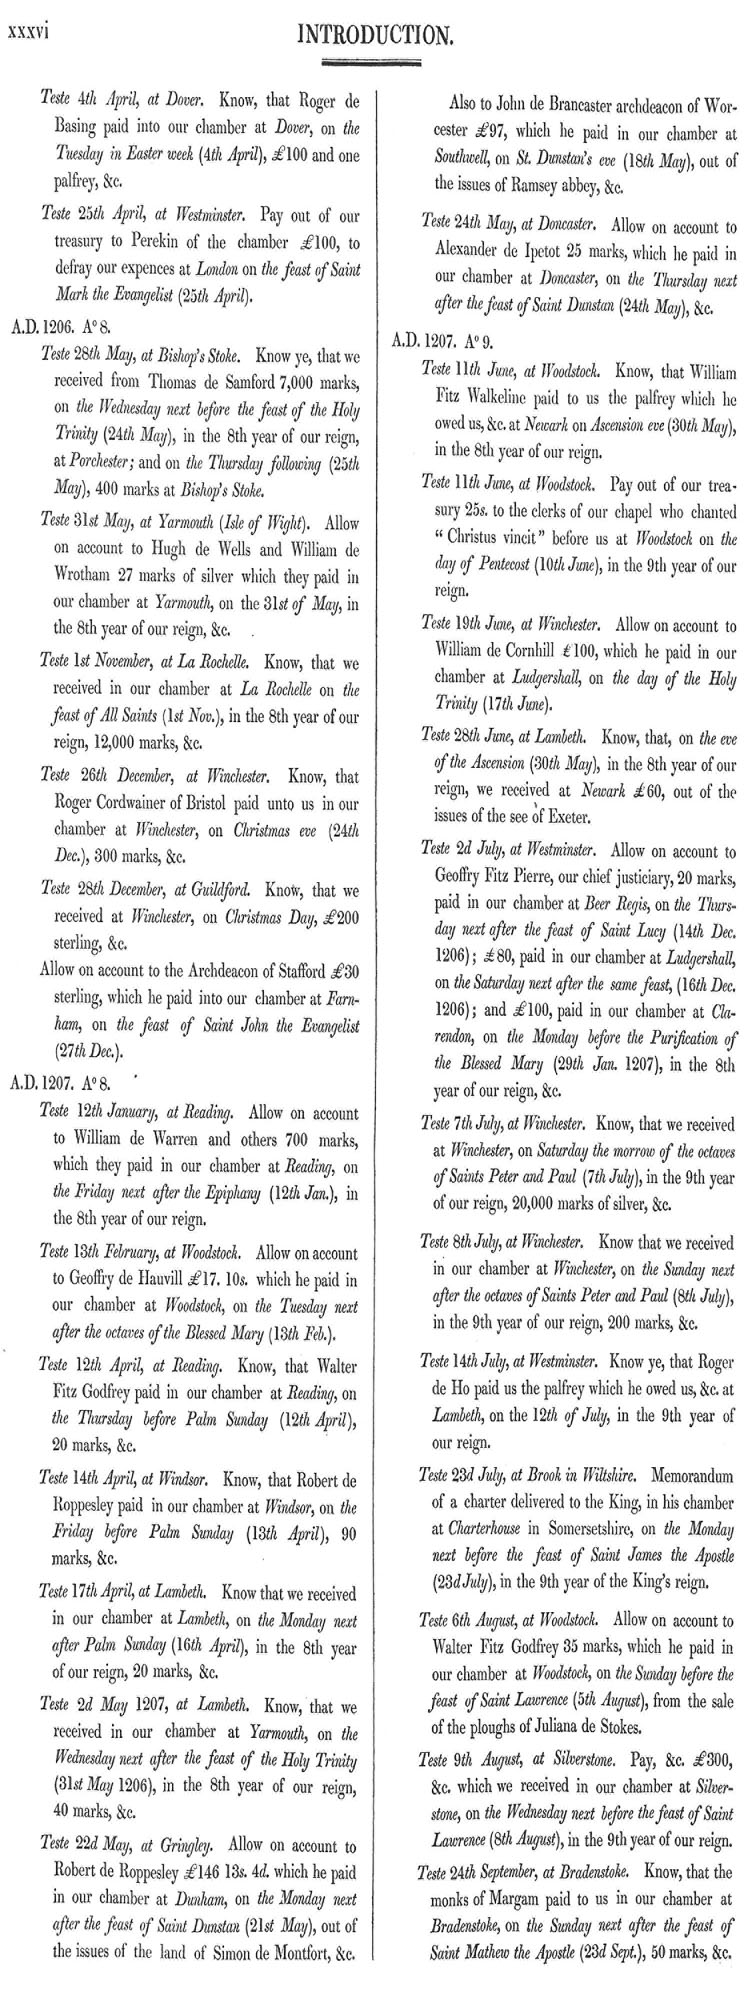 xxxvi
INTRODUCTION.
Teste 4th April, at Dover. Know, that Roger de
Basing paid into our chamber at Dover, on the
Tuesday in Easter week (4th April), £100 and one
palfrey, &c.
Teste 25th April, at Westminster. Pay out of our
treasury to Perekin of the chamber £100, to
defray our expences at London on the feast of Saint
Mark the Evangelist (25th April).
A.D. 1206. Aº 8.
Teste 28th May, at Bishop's Stoke. Know ye, that we
received from Thomas de Samford 7,000 marks,
on the Wednesday next before the feast of the Holy
Trinity (24th May), in the 8th year of our reign,
at Porchester; and on the Thursday following (25th
May), 400 marks at Bishop's Stoke.
Teste 31st May, at Yarmouth (Isle of Wight). Allow
on account to Hugh de Wells and William de
Wrotham 27 marks of silver which they paid in
our chamber at Yarmouth, on the 31st of May, in
the 8th year of our reign, &c.
Teste 1st November, at La Rochelle. Know, that we
received in our chamber at La Rochelle on the
feast of All Saints (1st Nov.), in the 8th year of our
reign, 12,000 marks, &c.
Teste 26th December, at Winchester. Know, that
Roger Cordwainer of Bristol paid unto us in our
chamber at Winchester, on Christmas eve (24th
Dec.), 300 marks, &c.
Teste 28th December, at Guildford. Know, that we
received at Winchester, on Christmas Day, £200
sterling, &c.
Allow on account to the Archdeacon of Stafford £30
sterling, which he paid into our chamber at Farn-
ham, on the feast of Saint John the Evangelist
(27th Dec.).
A.D. 1207. Aº 8.
Teste 12th January, at Reading. Allow on account
to William de Warren and others 700 marks,
which they paid in our chamber at Reading, on
the Friday next after the Epiphany (12th Jan.), in
the 8th year of our reign.
Teste 13th February, at Woodstock. Allow on account
to Geoffry de Hauvill £17. 10s. which he paid in
our chamber at Woodstock, on the Tuesday next
after the octaves of the Blessed Mary (13th Feb.).
Teste 12th April, at Reading. Know, that Walter
Fitz Godfrey paid in our chamber at Reading, on
the Thursday before Palm Sunday (12th April),
20 marks, &c.
Teste 14th April, at Windsor. Know, that Robert de
Roppesley paid in our chamber at Windsor, on the
Friday before Palm Sunday (13th April), 90
marks, &c.
Teste 17th April, at Lambeth. Know that we received
in our chamber at Lambeth, on the Monday next
after Palm Sunday (16th April), in the 8th year
of our reign, 20 marks, &c.
Teste 2d May 1207, at Lambeth. Know, that we
received in our chamber at Yarmouth, on the
Wednesday next after the feast of the Holy Trinity
(31st May 1206), in the 8th year of our reign,
40 marks, &c.
Teste 22d May, at Gringley. Allow on account to
Robert de Roppesley £146 13s. 4d. which he paid
in our chamber at Dunham, on the Monday next
after the feast of Saint Dunstan (21st May), out of
the issues of the land of Simon de Montfort, &c.
Also to John de Brancaster archdeacon of Wor-
cester £97, which he paid in our chamber at
Southwell, on St. Dunstan's eve (18th May), out of
the issues of Ramsey abbey, &c.
Teste 24th May, at Doncaster. Allow on account to
Alexander de Ipetot 25 marks, which he paid in
our chamber at Doncaster, on the Thursday next
after the feast of Saint Dunstan (24th May), &c.
A.D. 1207. Aº 9.
Teste 11th June, at Woodstock. Know, that William
Fitz Walkeline paid to us the palfrey which he
owed us, &c. at Newark on Ascension eve (30th May),
in the 8th year of our reign.
Teste 11th June, at Woodstock. Pay out of our trea-
sury 25s. to the clerks of our chapel who chanted
"Christus vincit" before us at Woodstock on the
day of Pentecost (10th June), in the 9th year of our
reign.
Teste 19th June, at Winchester. Allow on account to
William de Cornhill £100, which he paid in our
chamber at Ludgershall, on the day of the Holy
Trinity (17th June).
Teste 28th June, at Lambeth. Know, that, on the eve
of the Ascension (30th May), in the 8th year of our
reign, we received at Newark £60, out of the
issues of the see of Exeter.
Teste 2d July, at Westminster. Allow on account to
Geoffry Fitz Pierre, our chief justiciary, 20 marks,
paid in our chamber at Beer Regis, on the Thurs-
day next after the feast of Saint Lucy (14th Dec.
1206); £80, paid in our chamber at Ludgershall,
on the Saturday next after the same feast, (16th Dec.
1206); and £100, paid in our chamber at Cla-
rendon, on the Monday before the Purification of
the Blessed Mary (29th Jan. 1207), in the 8th
year of our reign, &c.
Teste 7th July, at Winchester. Know, that we received
at Winchester, on Saturday the morrow of the octaves
of Saints Peter and Paul (7th July), in the 9th year
of our reign, 20,000 marks of silver, &c.
Teste 8th July, at Winchester. Know that we received
in our chamber at Winchester, on the Sunday next
after the octaves of Saints Peter and Paul (8th July),
in the 9th year of our reign, 200 marks, &c.
Teste 14th July, at Westminster. Know ye, that Roger
de Ho paid us the palfrey which he owed us, &c. at
Lambeth, on the 12th of July, in the 9th year of
our reign.
Teste 23d July, at Brook in Wiltshire. Memorandum
of a charter delivered to the King, in his chamber
at Charterhouse in Somersetshire, on the Monday
next before the feast of Saint James the Apostle
(23d July), in the 9th year of the King's reign.
Teste 6th August, at Woodstock. Allow on account to
Walter Fitz Godfrey 35 marks, which he paid in
our chamber at Woodstock, on the Sunday before the
feast of Saint Lawrence (5th August), from the sale
of the ploughs of Juliana de Stokes.
Teste 9th August, at Silverstone. Pay, &c. £300,
&c. which we received in our chamber at Silver-
stone, on the Wednesday next before the feast of Saint
Lawrence (8th August), in the 9th year of our reign.
Teste 24th September, at Bradenstoke. Know, that the
monks of Margam paid to us in our chamber at
Bradenstoke, on the Sunday next after the feast of
Saint Mathew the Apostle (23d Sept.), 50 marks, &c.